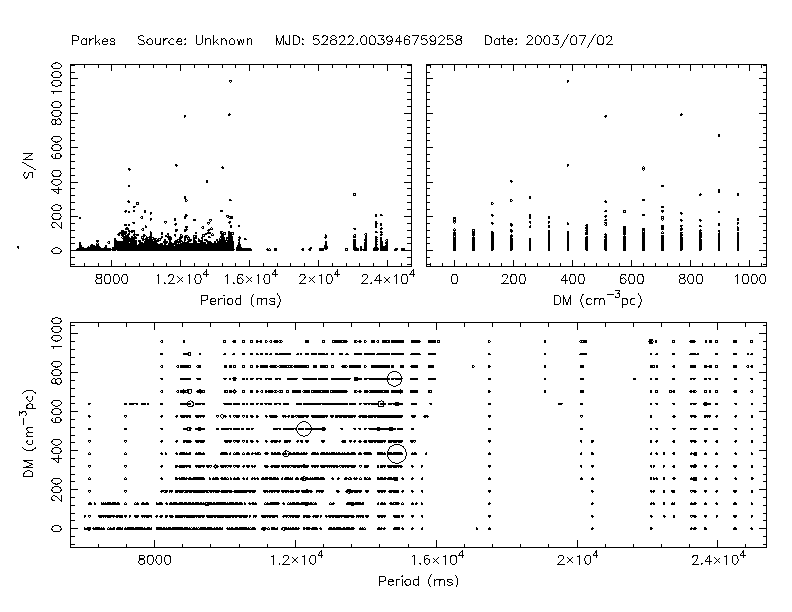 Parkes Source: Unknown MJD: 52822.003946759258 Date: 2003/07/02
S/N
0 200 400 600 800 1000
8000 1.2×10⁴ 1.6×10⁴ 2×10⁴ 2.4×10⁴
Period (ms)
0 200 400 600 800 1000
DM (cm⁻³pc)
DM (cm⁻³pc)
0 200 400 600 800 1000
8000 1.2×10⁴ 1.6×10⁴ 2×10⁴ 2.4×10⁴
Period (ms)